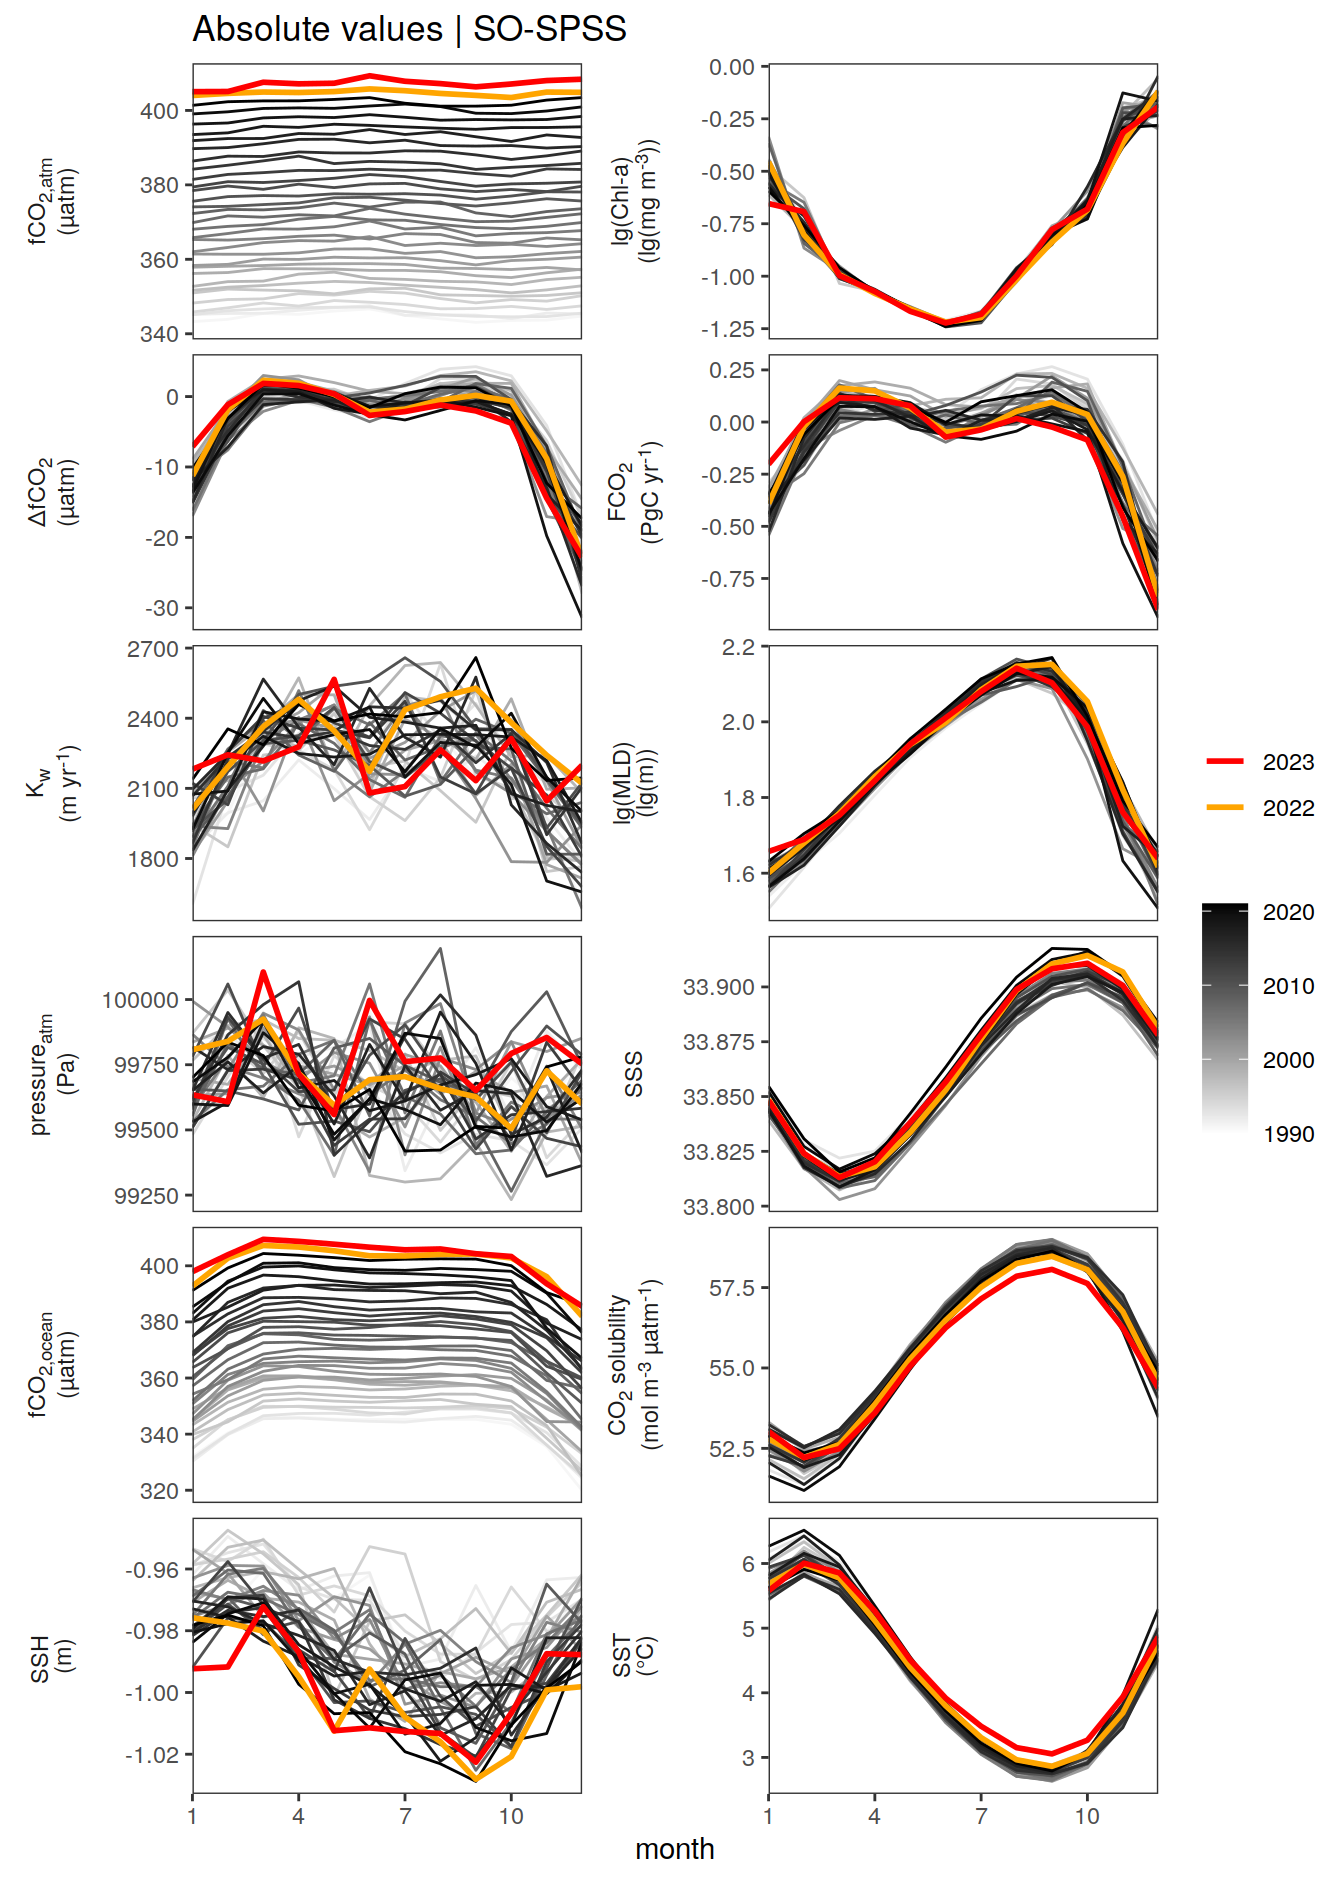 Absolute values | SO-SPSS
fCO2,atm
(µatm)
400
380
360
340
lg(Chl-a)
(lg(mg m-3))
0.00
-0.25
-0.50
-0.75
-1.00
-1.25
ΔfCO2
(µatm)
0
-10
-20
-30
FCO2
(PgC yr-1)
0.25
0.00
-0.25
-0.50
-0.75
Kw
(m yr-1)
2700
2400
2100
1800
lg(MLD)
(lg(m))
2.2
2.0
1.8
1.6
pressureatm
(Pa)
100000
99750
99500
99250
SSS
33.900
33.875
33.850
33.825
33.800
fCO2,ocean
(µatm)
400
380
360
340
320
CO2 solubility
(mol m-3 µatm-1)
57.5
55.0
52.5
SSH
(m)
-0.96
-0.98
-1.00
-1.02
SST
(°C)
6
5
4
3
1 4 7 10
1 4 7 10
month
2023
2022
2020
2010
2000
1990